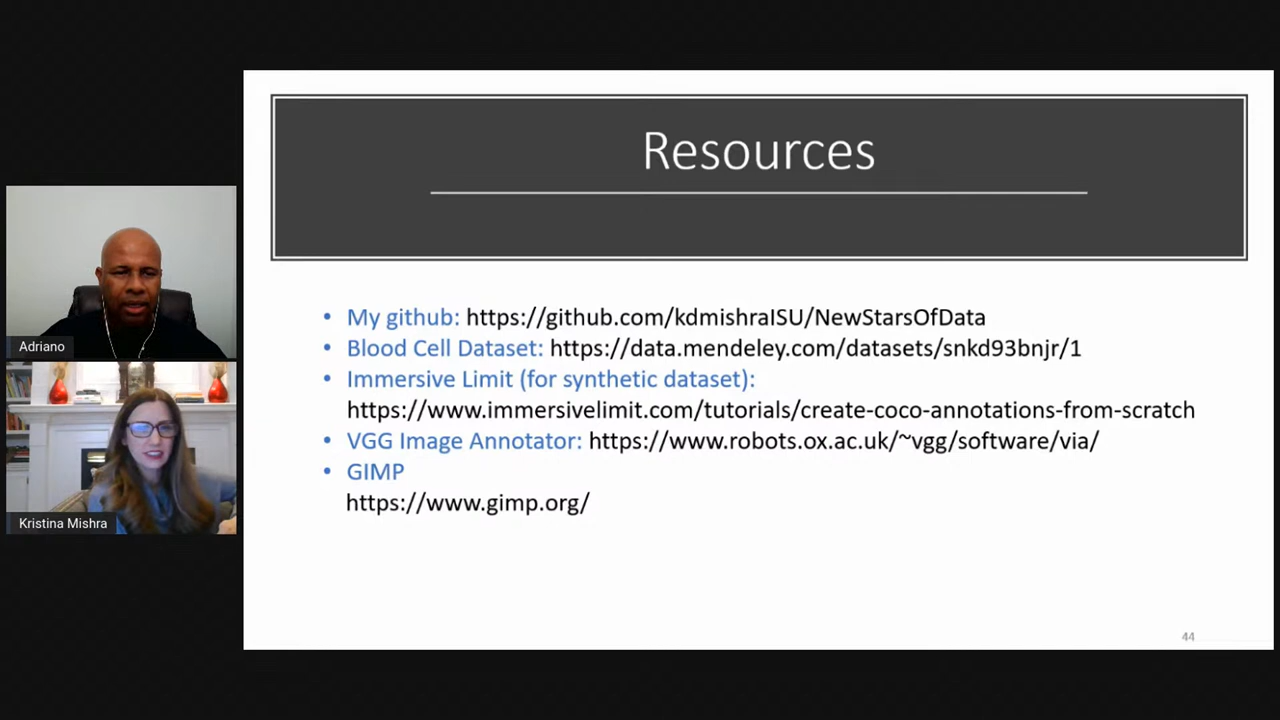 Resources
Adriano
Kristina Mishra
• My github: https://github.com/kdmishraISU/NewStarsOfData
• Blood Cell Dataset: https://data.mendeley.com/datasets/snkd93bnjr/1
• Immersive Limit (for synthetic dataset):
https://www.immersivelimit.com/tutorials/create-coco-annotations-from-scratch
• VGG Image Annotator: https://www.robots.ox.ac.uk/~vgg/software/via/
• GIMP
https://www.gimp.org/
44